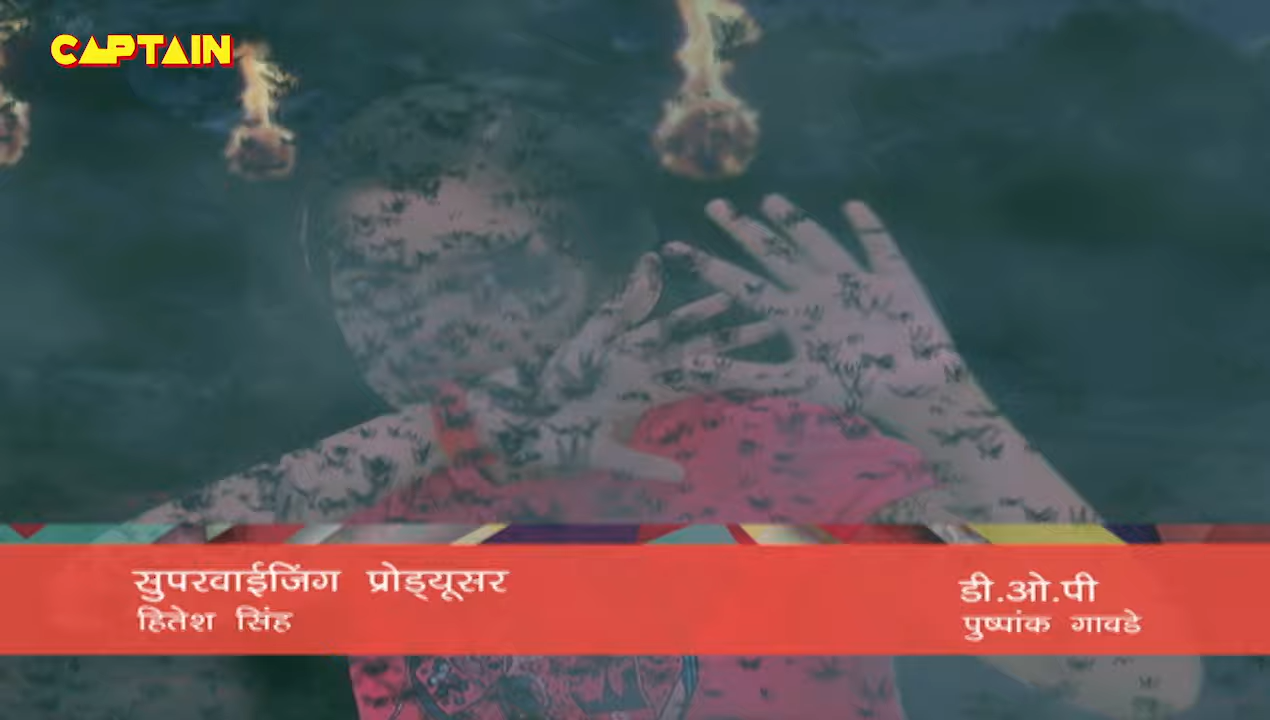 CAPTAIN
सुपरवाईजिंग प्रोड्यूसर
हितेश सिंह
डी.ओ.पी
पुष्पांक गावडे